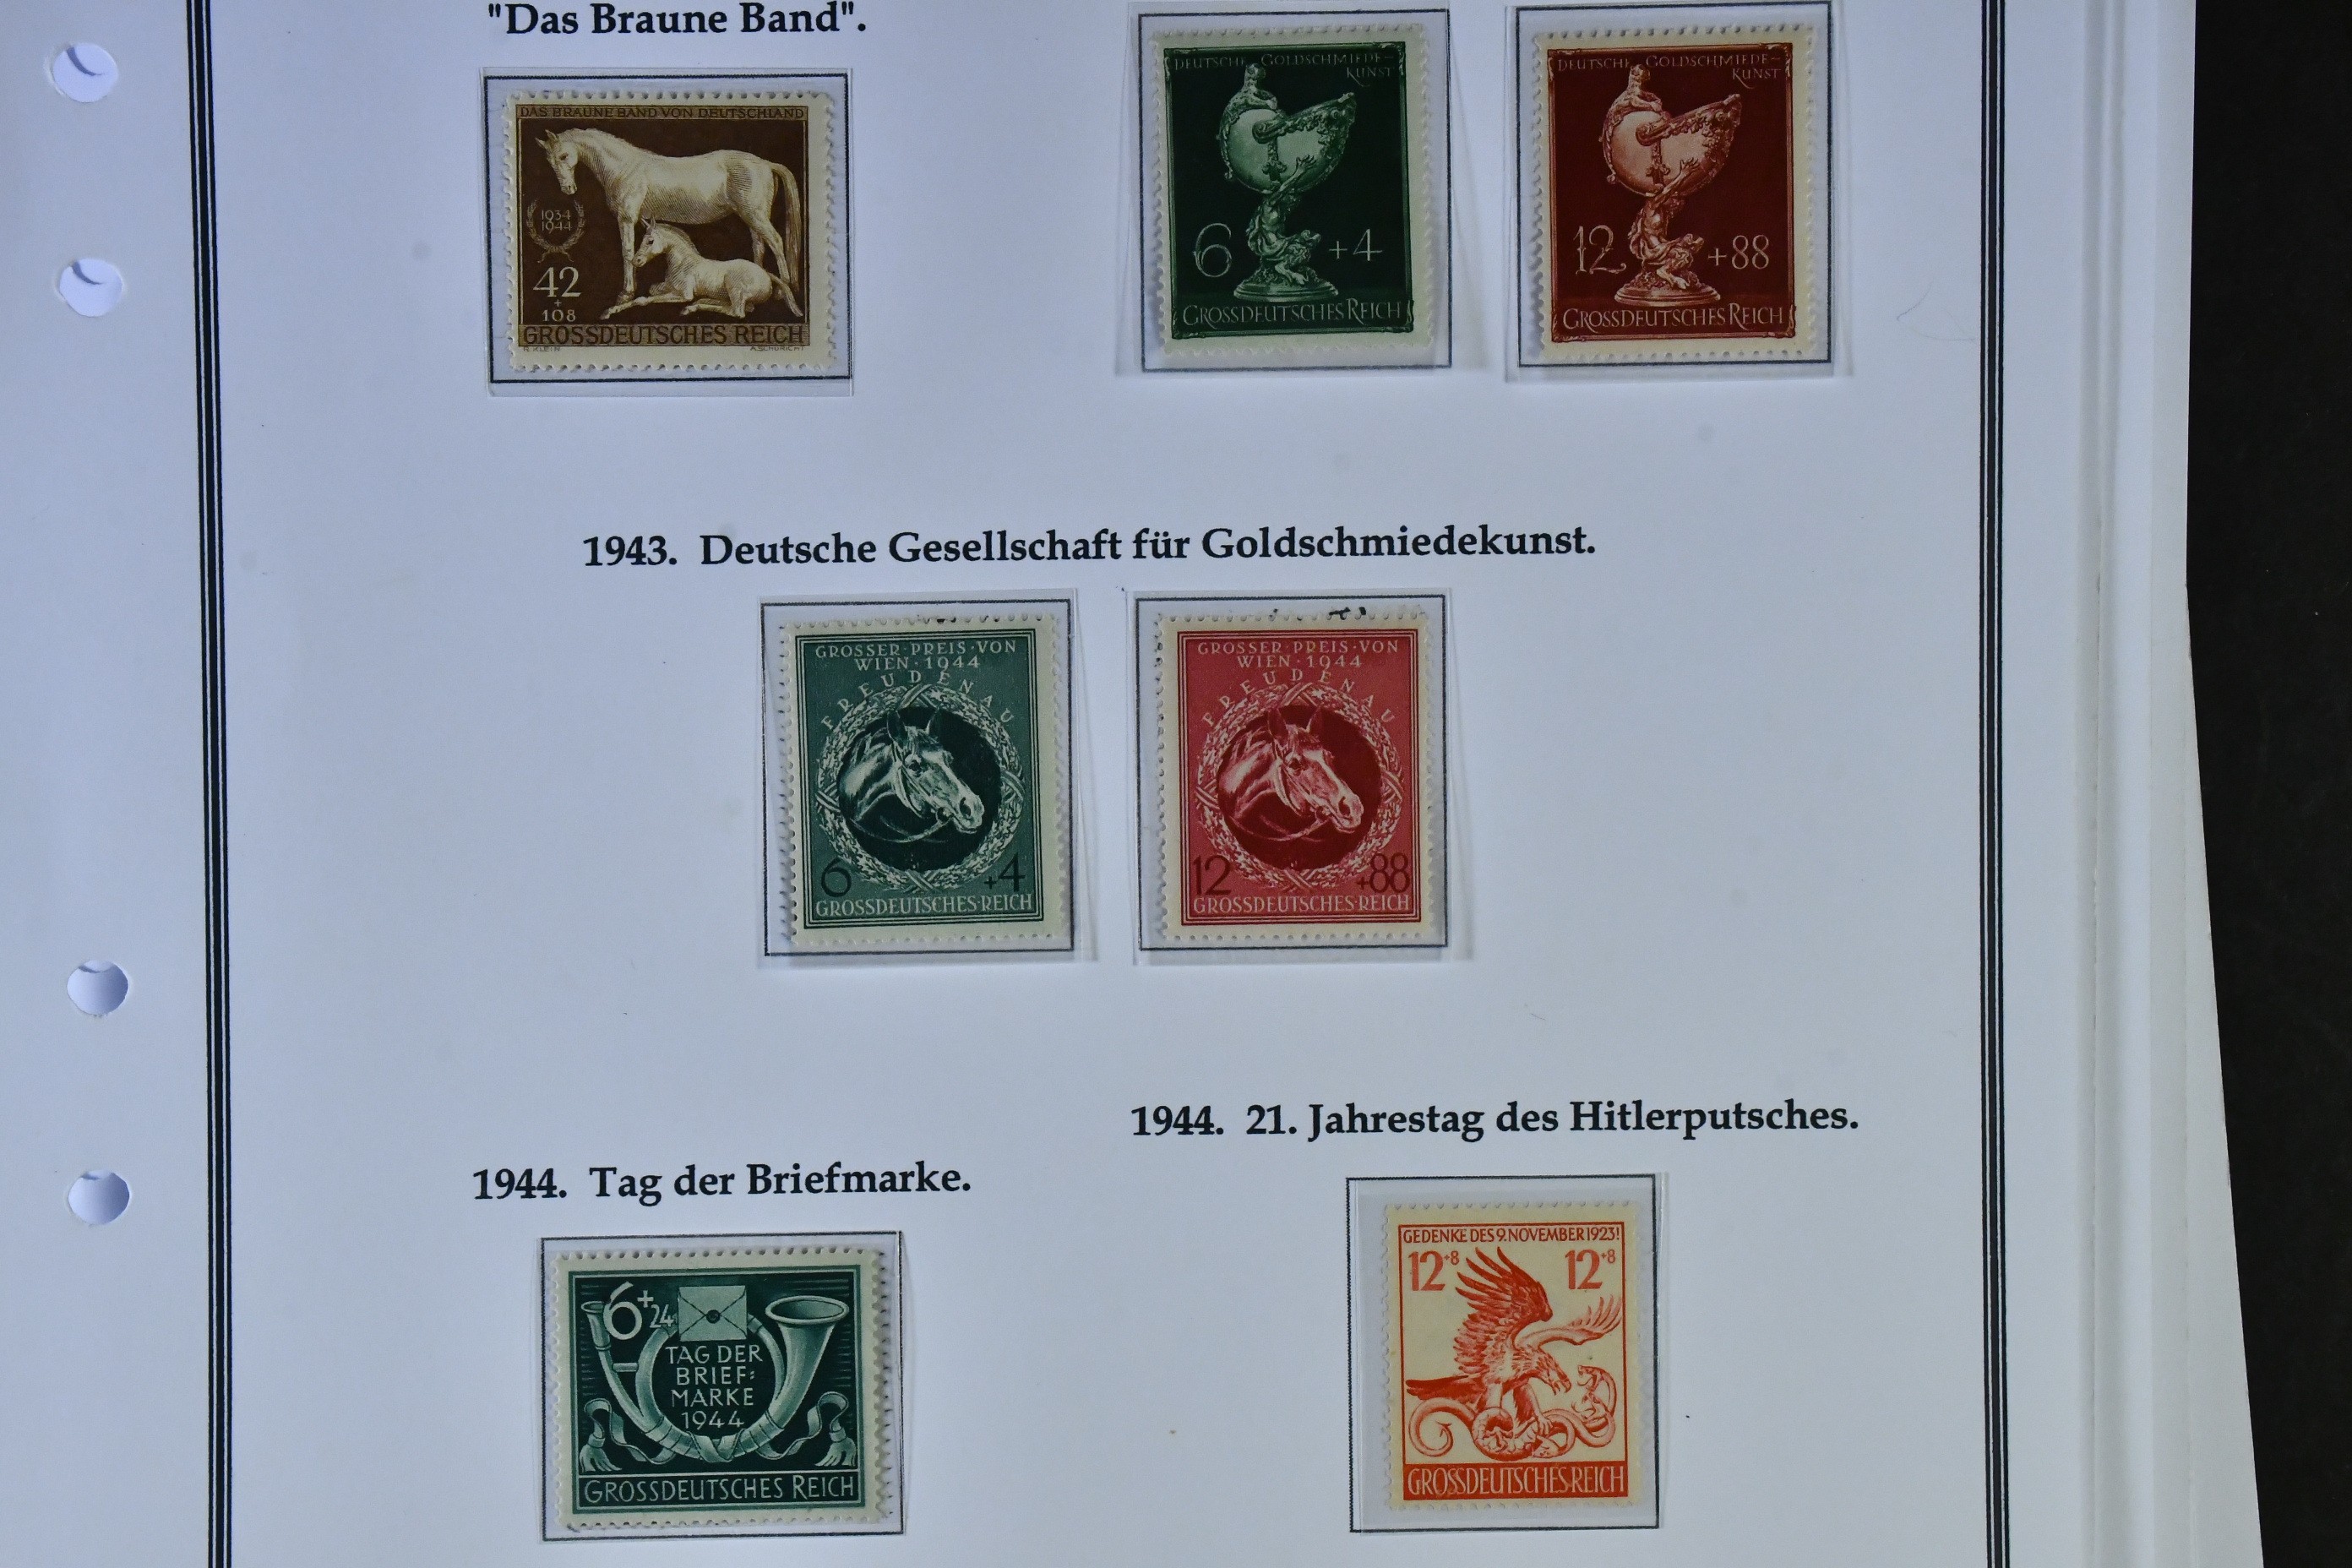 "Das Braune Band".
DAS BRAUNE BAND VON DEUTSCHLAND
1934
1944
42
+
108
GROSSDEUTSCHES REICH
R. KLEIN A. SCHURICHT
DEUTSCHE GOLDSCHMIEDE-
KUNST
6 +4
GROSSDEUTSCHES REICH
DEUTSCHE GOLDSCHMIEDE-
KUNST
12 +88
GROSSDEUTSCHES REICH
1943. Deutsche Gesellschaft für Goldschmiedekunst.
GROSSER·PREIS·VON
WIEN·1944
FREUDENAU
6 +4
GROSSDEUTSCHES·REICH
GROSSER·PREIS·VON
WIEN·1944
FREUDENAU
12 +88
GROSSDEUTSCHES·REICH
1944. Tag der Briefmarke.
6+24
TAG DER
BRIEF=
MARKE
1944
GROSSDEUTSCHES REICH
1944. 21. Jahrestag des Hitlerputsches.
GEDENKE DES 9. NOVEMBER 1923!
12+8 12+8
GROSSDEUTSCHES·REICH